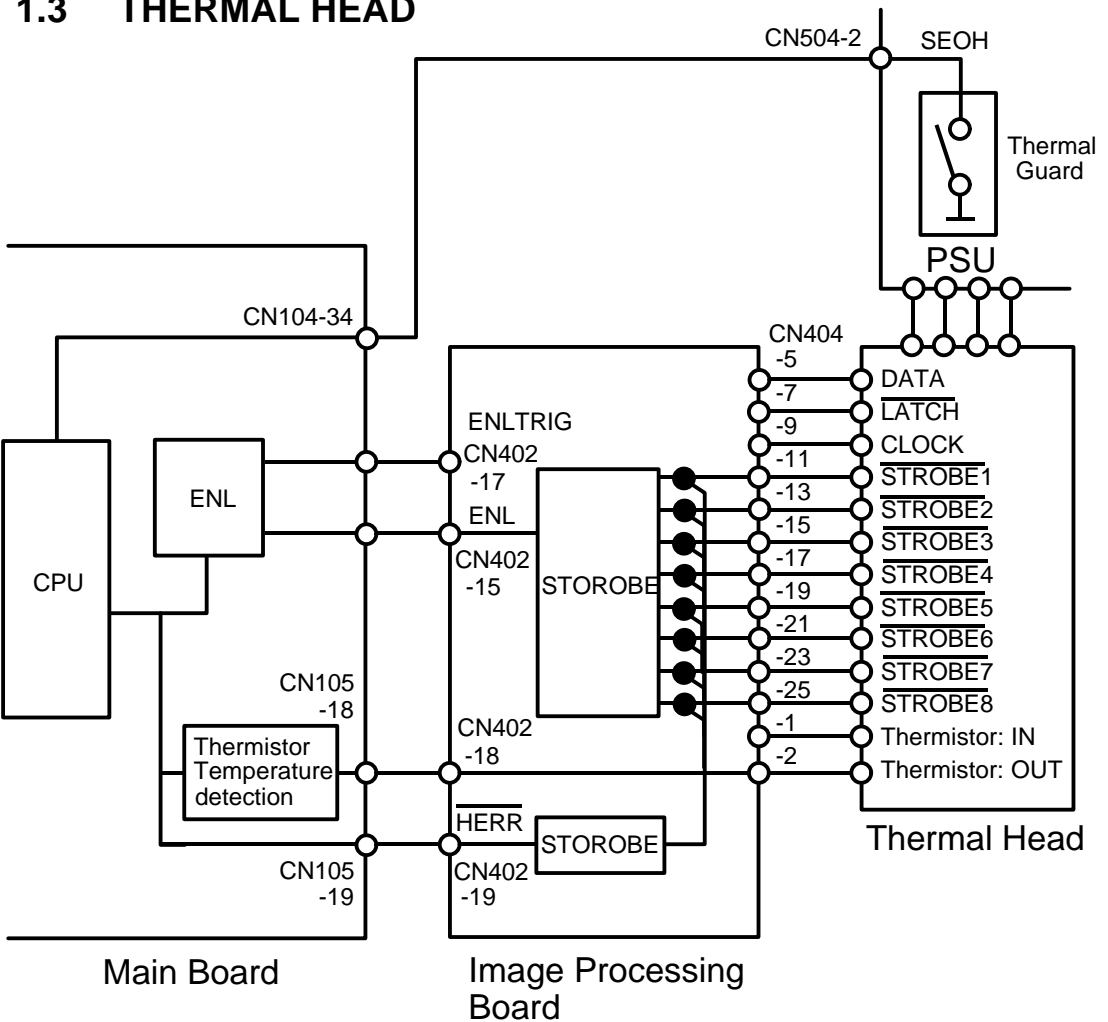 1.3 THERMAL HEAD
CN504-2
SEOH
Thermal
Guard
PSU
CN104-34
CN404
-5
DATA
-7
LATCH
-9
CLOCK
-11
STROBE1
-13
STROBE2
-15
STROBE3
-17
STROBE4
-19
STROBE5
-21
STROBE6
-23
STROBE7
-25
STROBE8
-1
Thermistor: IN
-2
Thermistor: OUT
Thermal Head
ENLTRIG
CN402
-17
ENL
CN402
-15
STOROBE
ENL
CPU
CN105
-18
Thermistor
Temperature
detection
CN402
-18
HERR
STOROBE
CN402
-19
CN105
-19
Main Board
Image Processing
Board